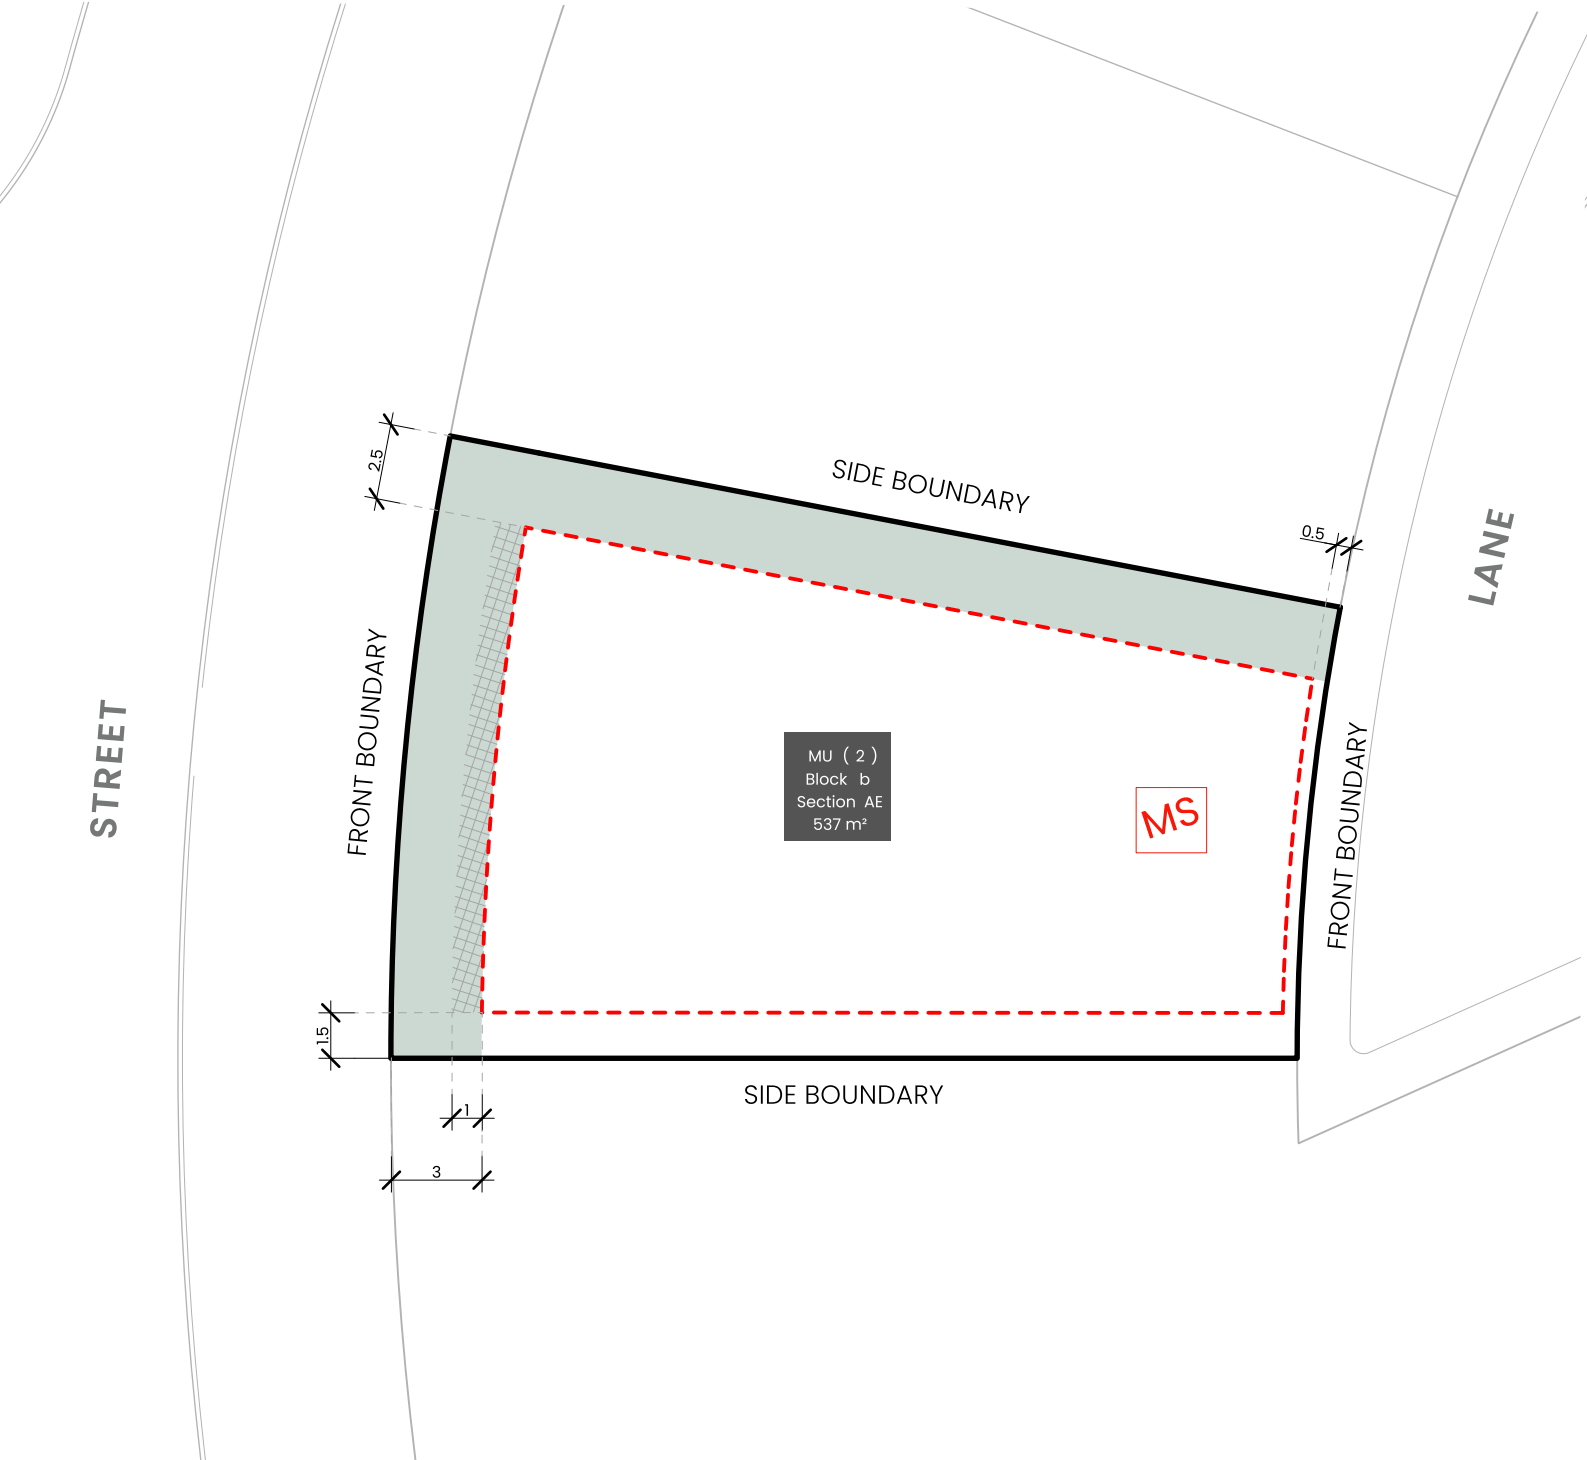 2.5
SIDE BOUNDARY
0.5
LANE
STREET
FRONT BOUNDARY
MU ( 2 )
Block b
Section AE
537 m²
MS
FRONT BOUNDARY
1.5
SIDE BOUNDARY
1
3